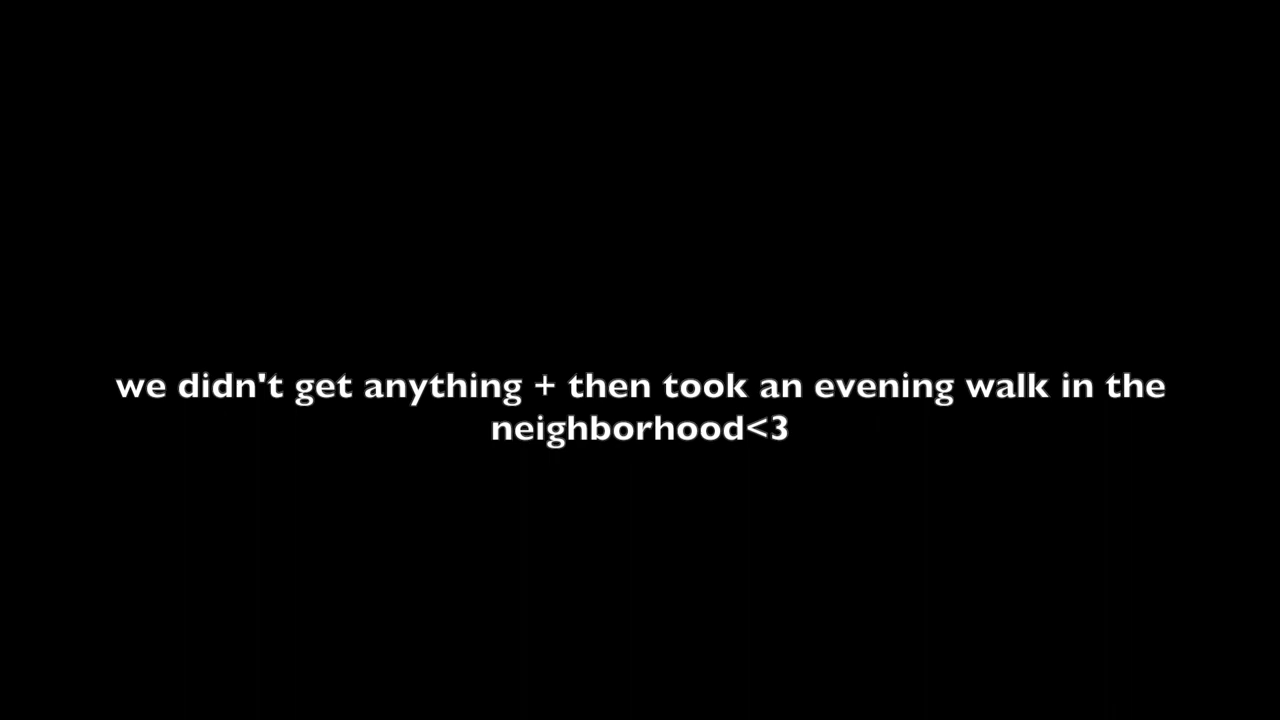 we didn't get anything + then took an evening walk in the
neighborhood<3